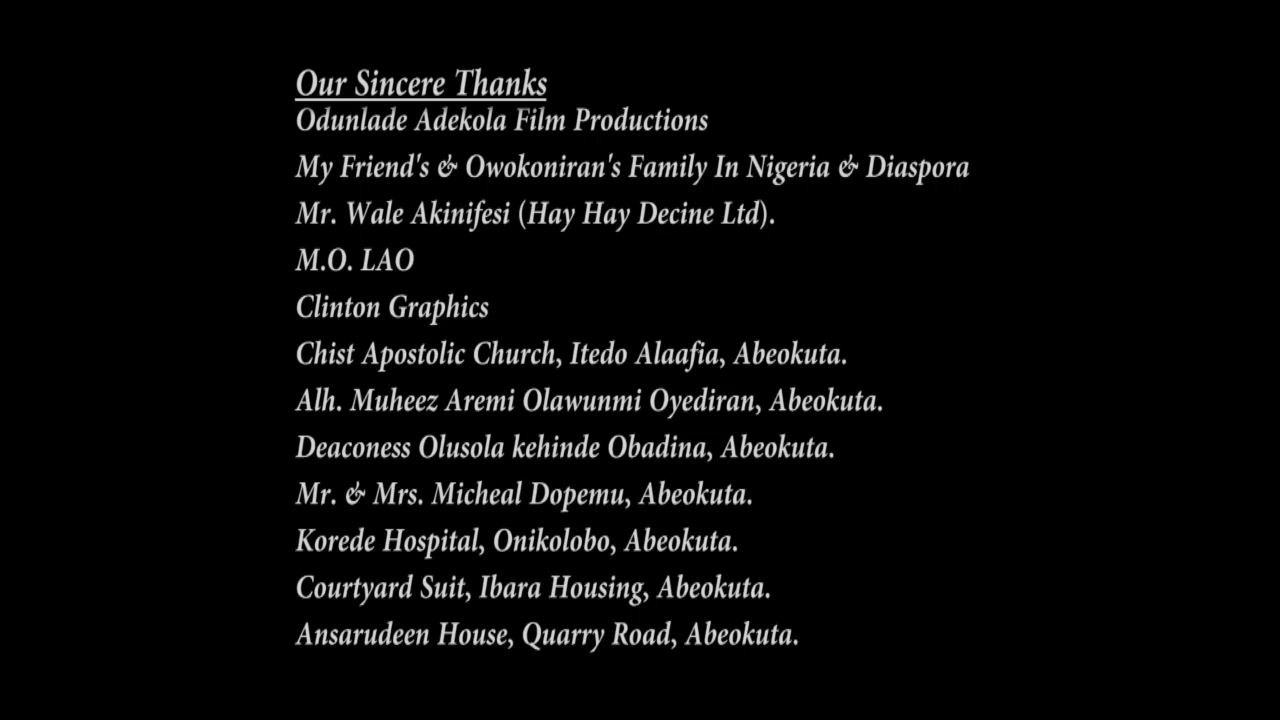 Our Sincere Thanks
Odunlade Adekola Film Productions
My Friend's & Owokoniran's Family In Nigeria & Diaspora
Mr. Wale Akinifesi (Hay Hay Decine Ltd).
M.O. LAO
Clinton Graphics
Chist Apostolic Church, Itedo Alaafia, Abeokuta.
Alh. Muheez Aremi Olawunmi Oyediran, Abeokuta.
Deaconess Olusola kehinde Obadina, Abeokuta.
Mr. & Mrs. Micheal Dopemu, Abeokuta.
Korede Hospital, Onikolobo, Abeokuta.
Courtyard Suit, Ibara Housing, Abeokuta.
Ansarudeen House, Quarry Road, Abeokuta.